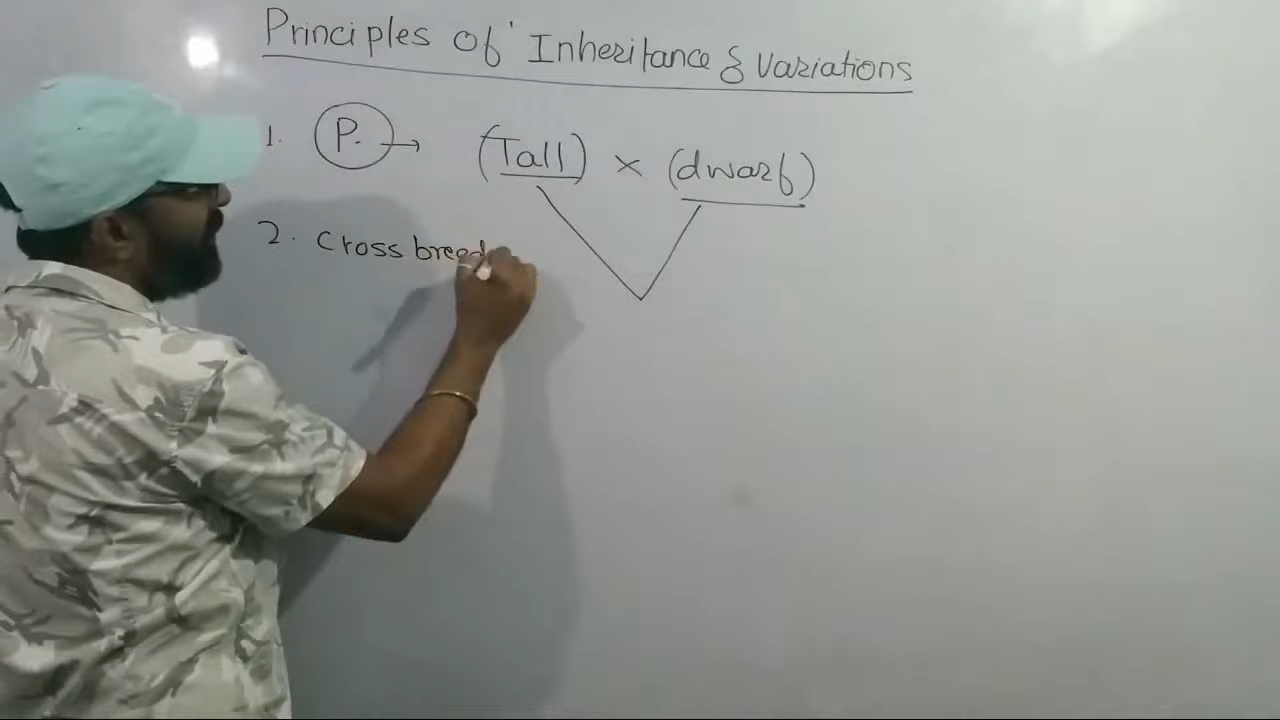 Principles of Inheritance & Variations
1. P. → (Tall) × (dwarf)
2. Cross breed